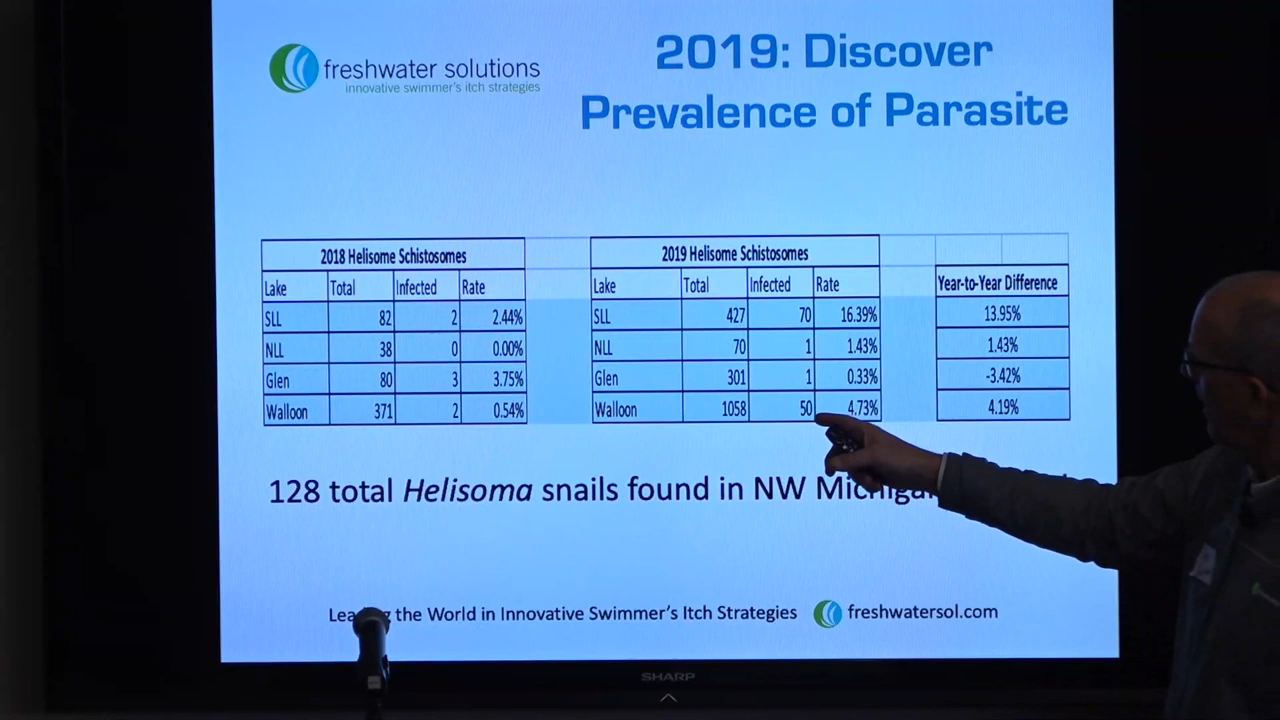 freshwater solutions
innovative swimmer's itch strategies
2019: Discover
Prevalence of Parasite
2018 Helisome Schistosomes
Lake Total Infected Rate
SLL 82 2 2.44%
NLL 38 0 0.00%
Glen 80 3 3.75%
Walloon 371 2 0.54%
2019 Helisome Schistosomes
Lake Total Infected Rate
SLL 427 70 16.39%
NLL 70 1 1.43%
Glen 301 1 0.33%
Walloon 1058 50 4.73%
Year-to-Year Difference
13.95%
1.43%
-3.42%
4.19%
128 total Helisoma snails found in NW Michigan
the World in Innovative Swimmer's Itch Strategies
freshwatersol.com
SHARP